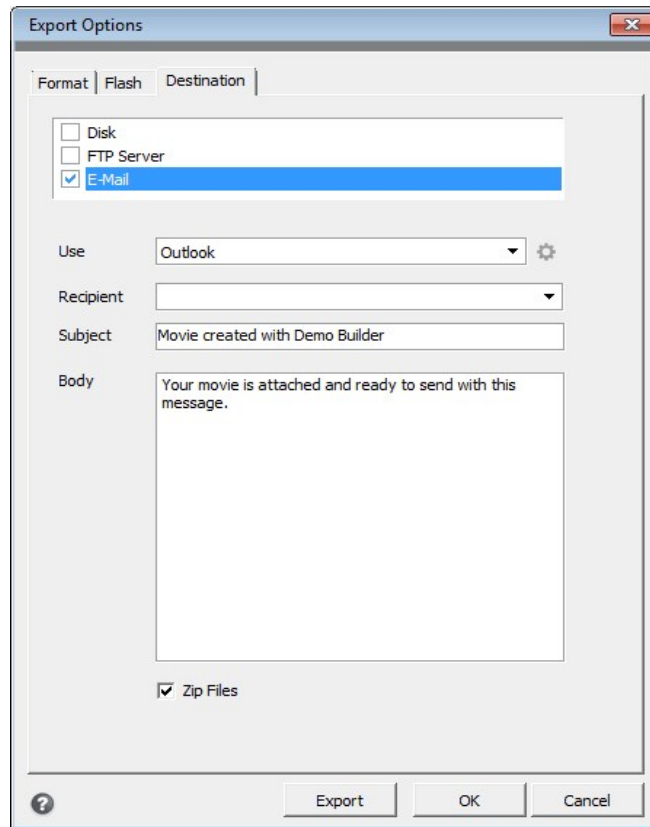 Export Options
Format Flash Destination
Disk
FTP Server
E-Mail
Use Outlook
Recipient
Subject Movie created with Demo Builder
Body Your movie is attached and ready to send with this
message.
Zip Files
? Export OK Cancel